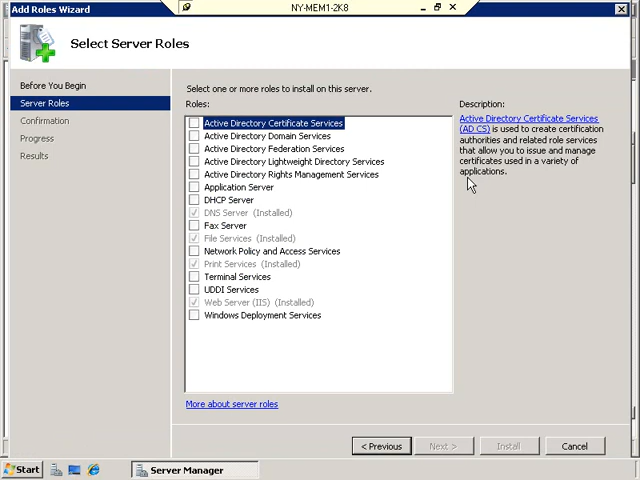 Add Roles Wizard
NY-MEM1-2K8
Select Server Roles
Before You Begin
Server Roles
Confirmation
Progress
Results
Select one or more roles to install on this server.
Roles:
Active Directory Certificate Services
Active Directory Domain Services
Active Directory Federation Services
Active Directory Lightweight Directory Services
Active Directory Rights Management Services
Application Server
DHCP Server
DNS Server (Installed)
Fax Server
File Services (Installed)
Network Policy and Access Services
Print Services (Installed)
Terminal Services
UDDI Services
Web Server (IIS) (Installed)
Windows Deployment Services
More about server roles
Description:
Active Directory Certificate Services
(AD CS) is used to create certification
authorities and related role services
that allow you to issue and manage
certificates used in a variety of
applications.
< Previous
Next >
Install
Cancel
Start
Server Manager